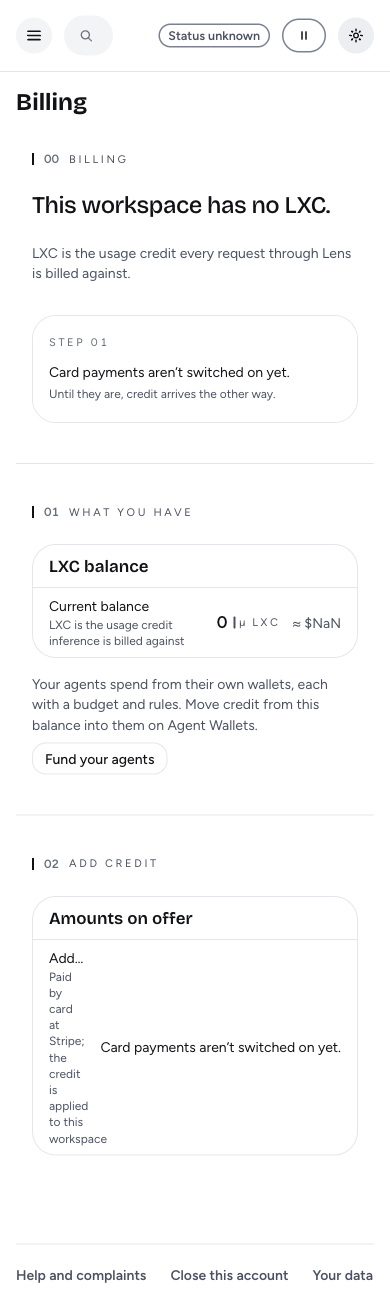 Status unknown
Billing
00 BILLING
This workspace has no LXC.
LXC is the usage credit every request through Lens
is billed against.
STEP 01
Card payments aren’t switched on yet.
Until they are, credit arrives the other way.
01 WHAT YOU HAVE
LXC balance
Current balance
LXC is the usage credit
inference is billed against
0 μ LXC ≈ $NaN
Your agents spend from their own wallets, each
with a budget and rules. Move credit from this
balance into them on Agent Wallets.
Fund your agents
02 ADD CREDIT
Amounts on offer
Add...
Paid
by
card
at
Stripe;
the
credit
is
applied
to this
workspace
Card payments aren’t switched on yet.
Help and complaints Close this account Your data